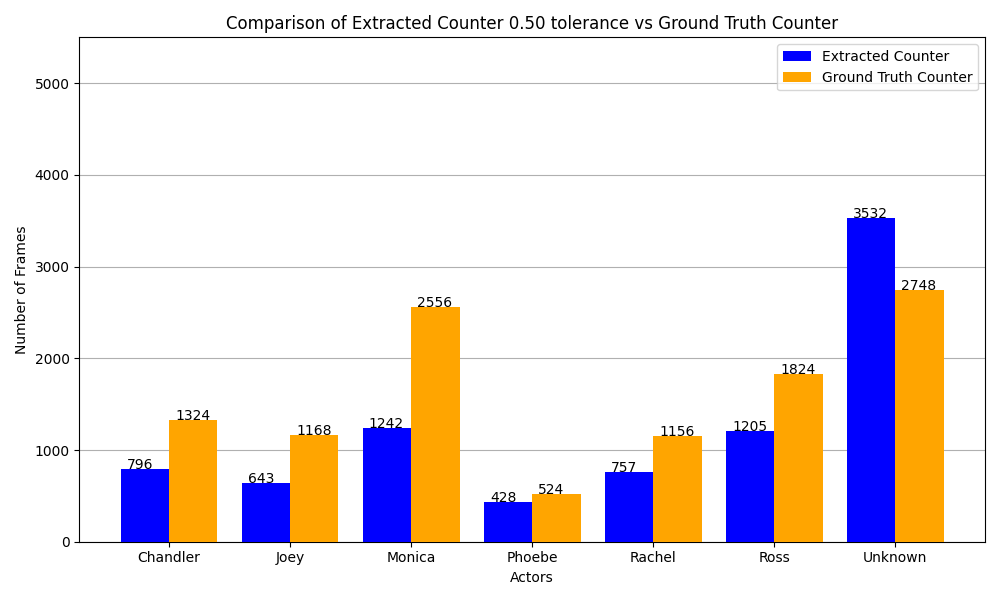 Comparison of Extracted Counter 0.50 tolerance vs Ground Truth Counter
Extracted Counter
Ground Truth Counter
Number of Frames
5000
4000
3000
2000
1000
0
796
1324
643
1168
1242
2556
428
524
757
1156
1205
1824
3532
2748
Chandler
Joey
Monica
Phoebe
Rachel
Ross
Unknown
Actors